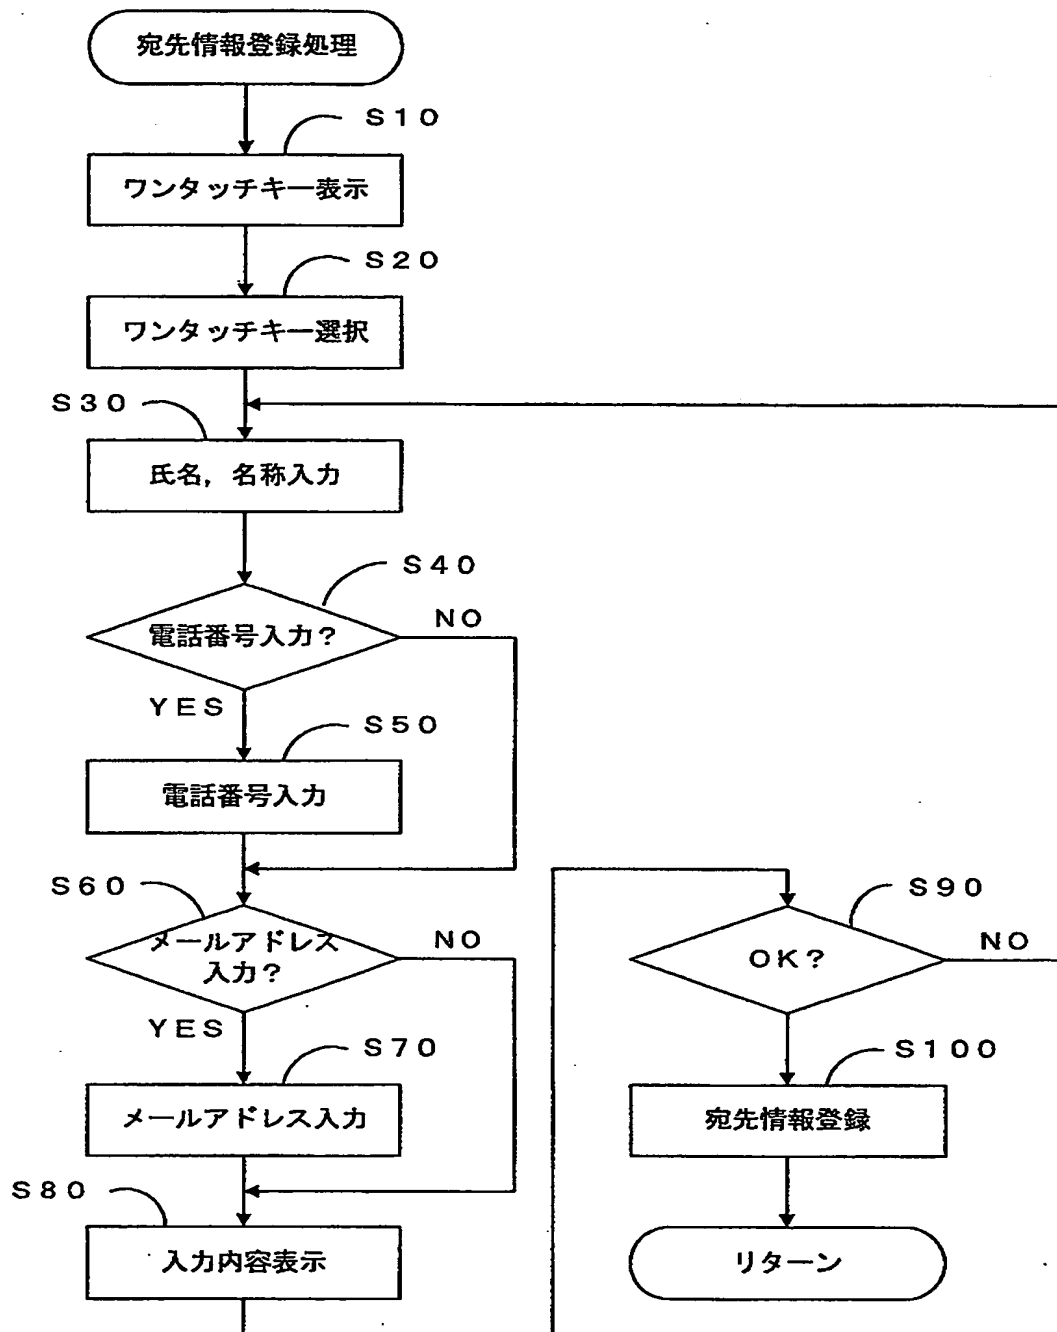 宛先情報登録処理
S10
ワンタッチキー表示
S20
ワンタッチキー選択
S30
氏名，名称入力
S40
電話番号入力？
NO
YES
S50
電話番号入力
S60
メールアドレス
入力？
NO
YES
S70
メールアドレス入力
S80
入力内容表示
S90
OK？
NO
S100
宛先情報登録
リターン